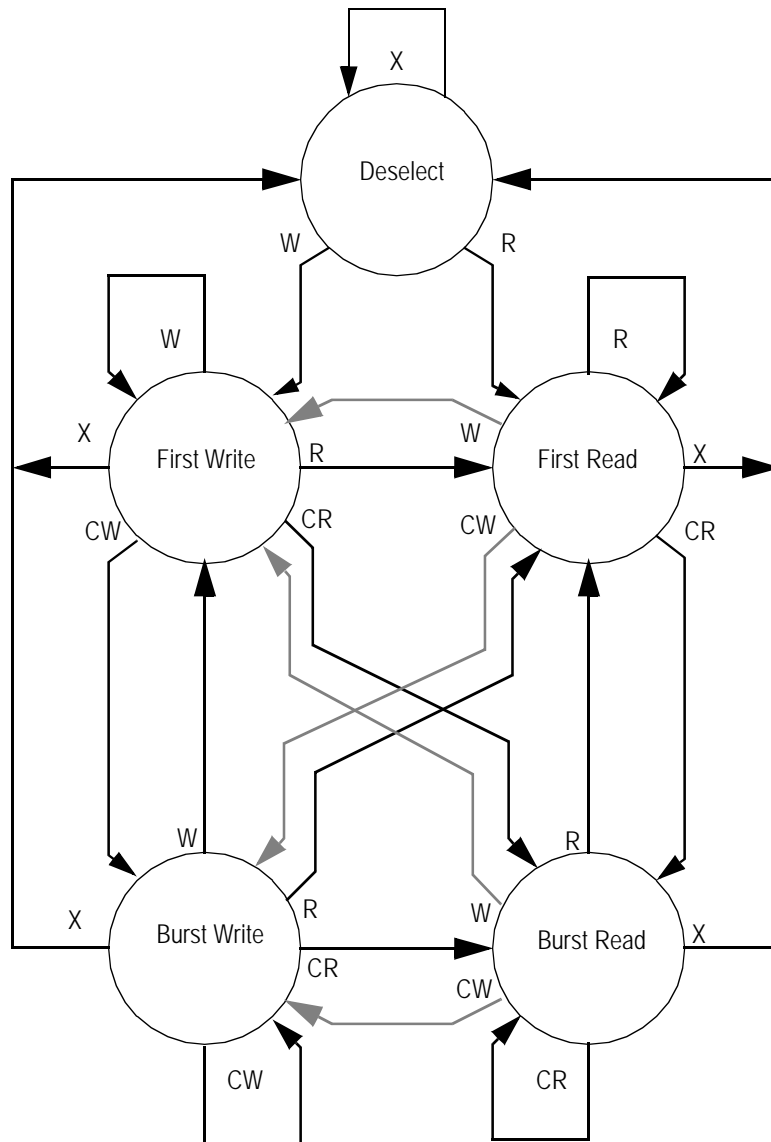 X
Deselect
W
R
W
R
X
W
First Write
R
First Read
X
CW
CR
CW
CR
W
R
X
R
W
Burst Write
Burst Read
X
CR
CW
CW
CR